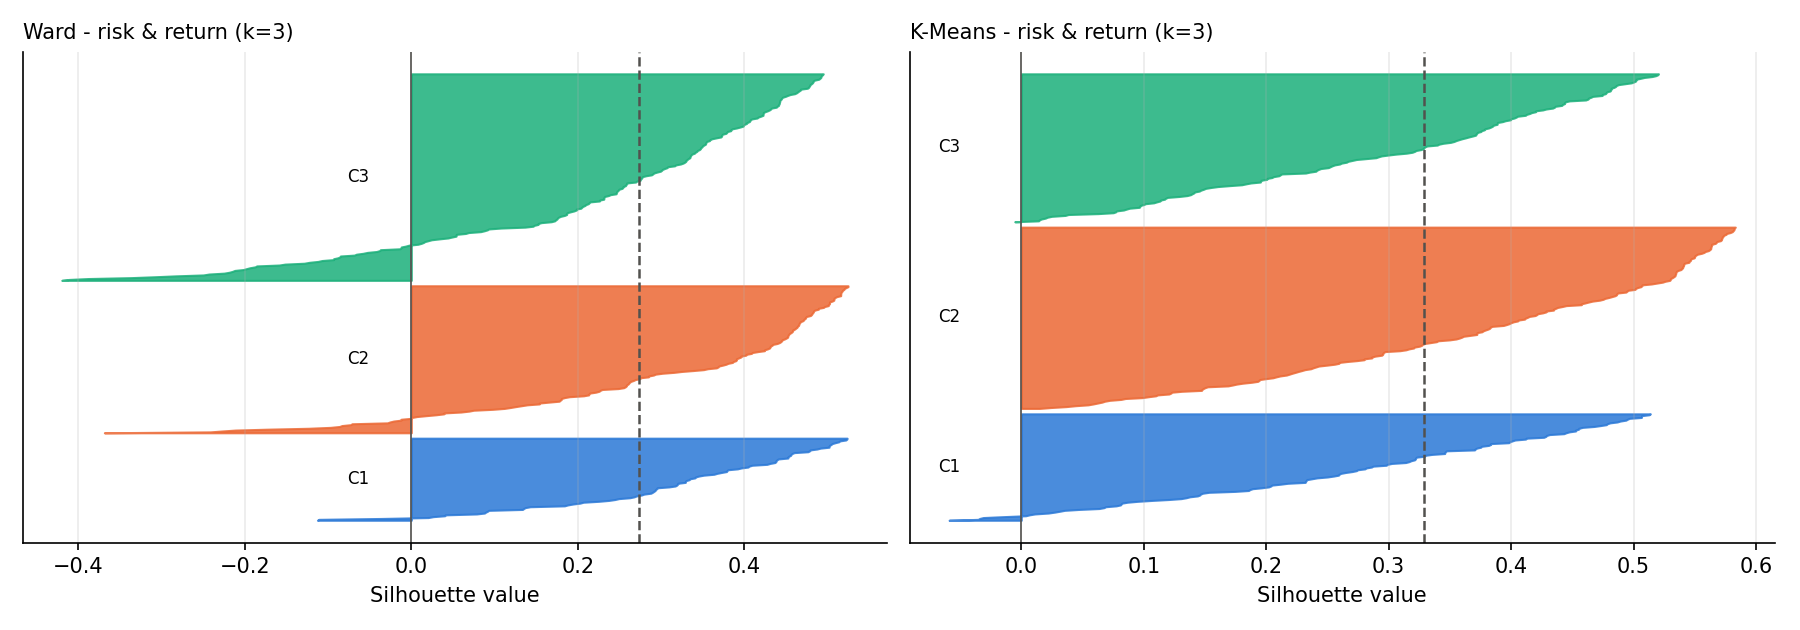 Ward - risk & return (k=3)
C3
C2
C1
−0.4 −0.2 0.0 0.2 0.4
Silhouette value
K-Means - risk & return (k=3)
C3
C2
C1
0.0 0.1 0.2 0.3 0.4 0.5 0.6
Silhouette value